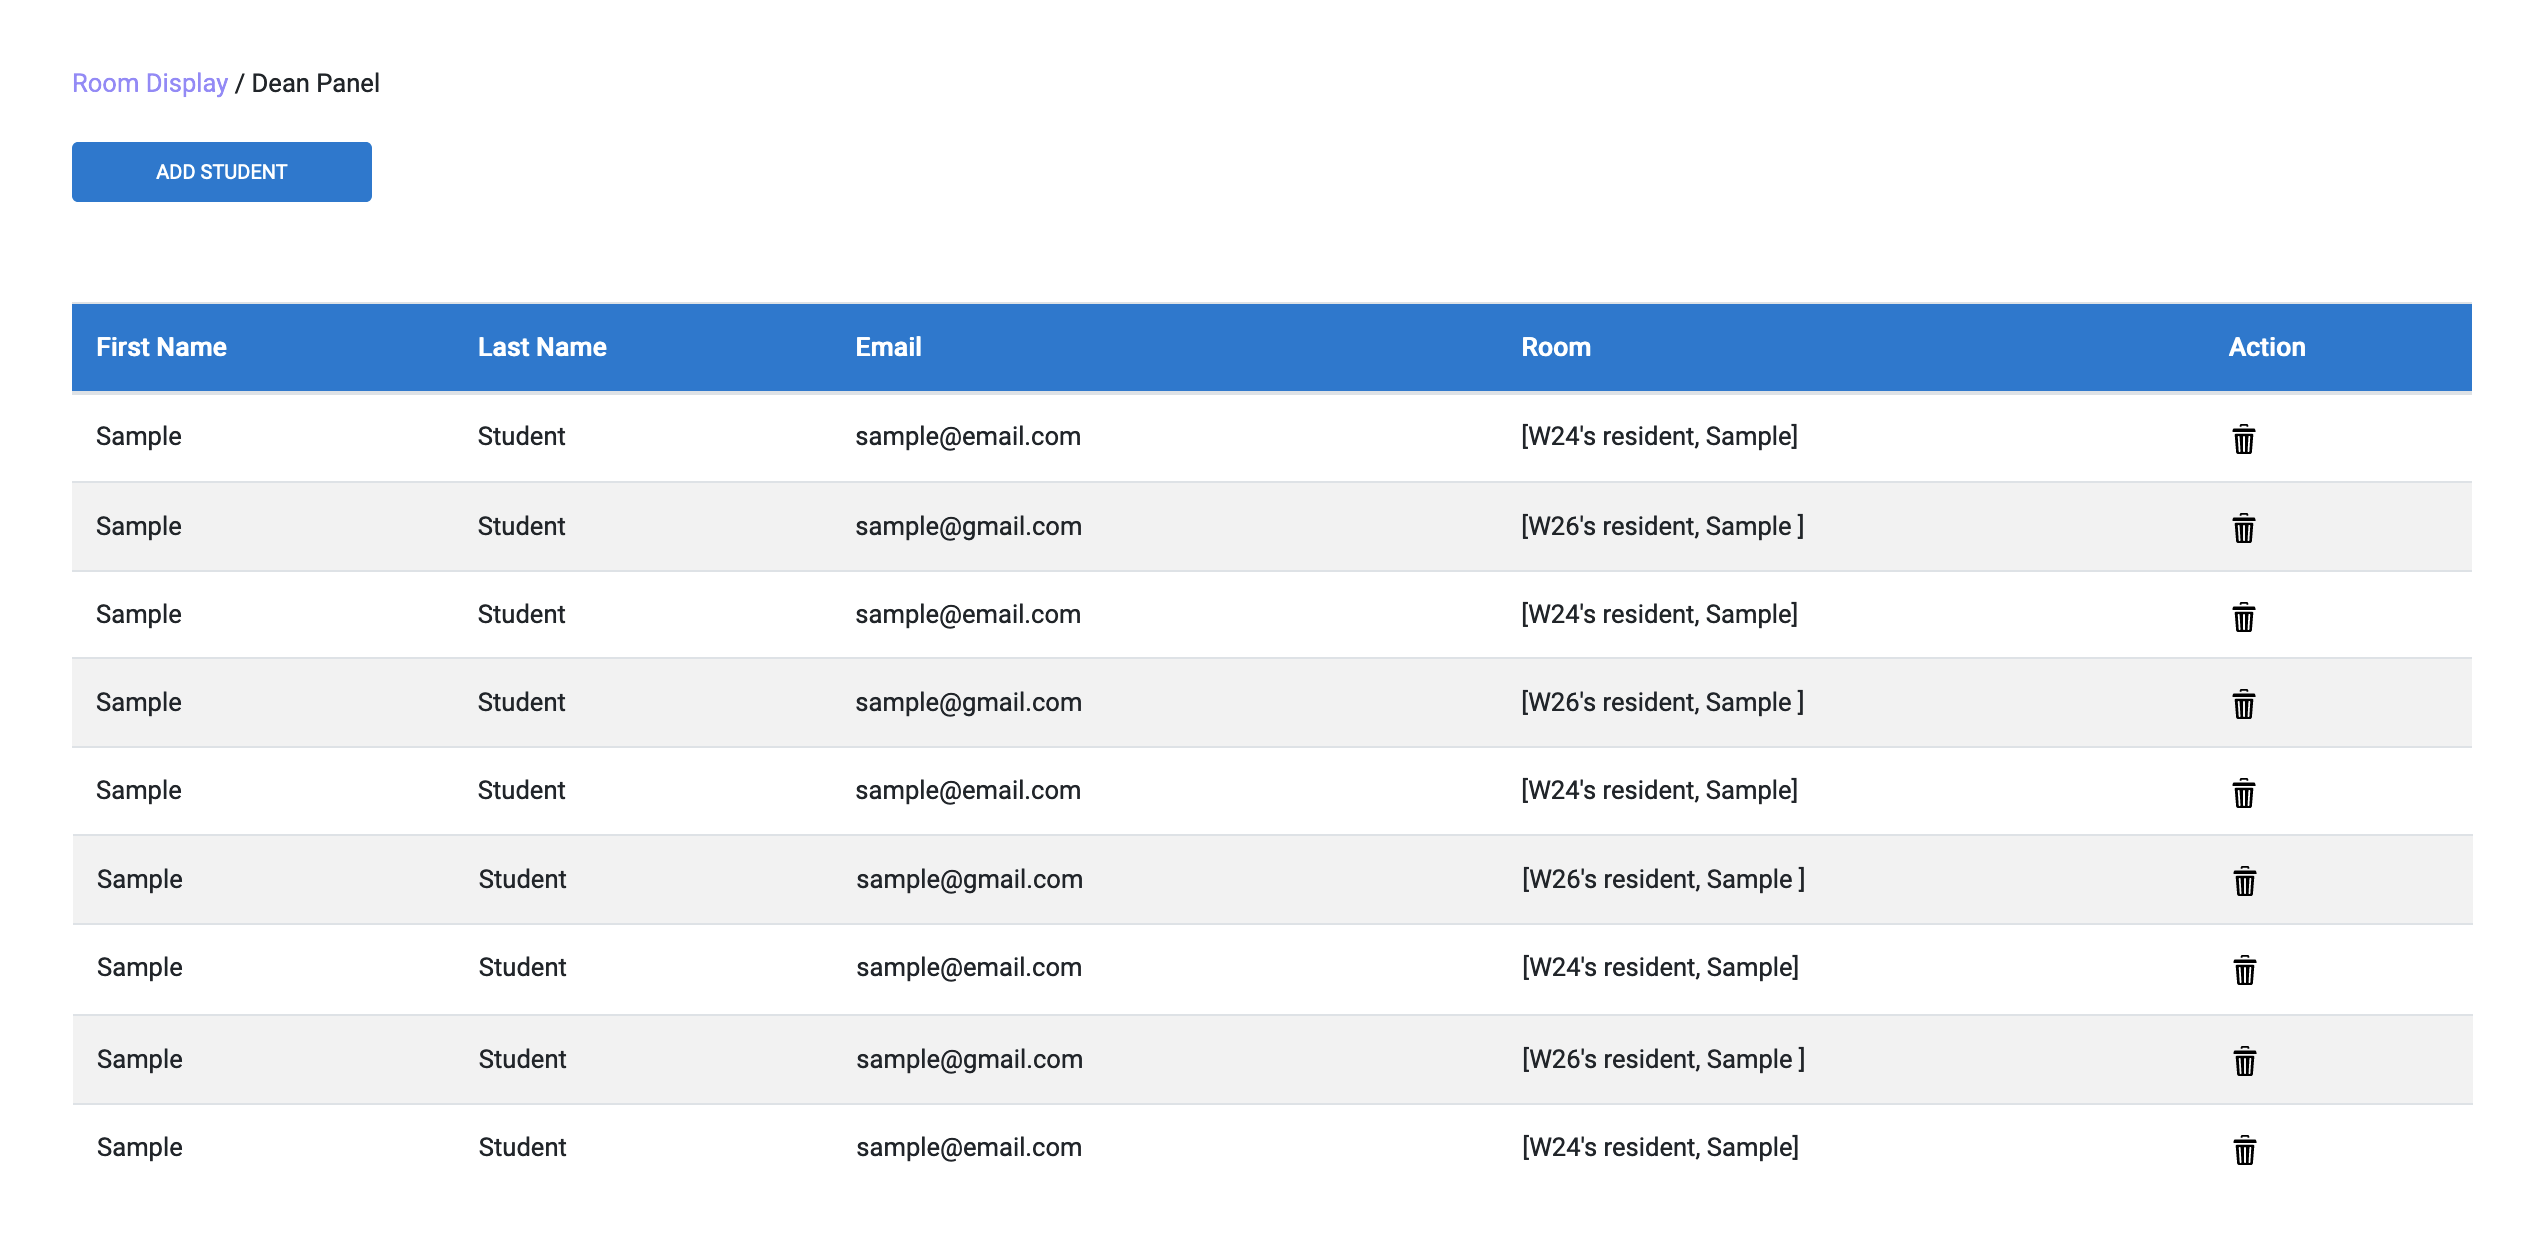 Room Display / Dean Panel
ADD STUDENT
First Name Last Name Email Room Action
Sample Student sample@email.com [W24's resident, Sample]
Sample Student sample@gmail.com [W26's resident, Sample ]
Sample Student sample@email.com [W24's resident, Sample]
Sample Student sample@gmail.com [W26's resident, Sample ]
Sample Student sample@email.com [W24's resident, Sample]
Sample Student sample@gmail.com [W26's resident, Sample ]
Sample Student sample@email.com [W24's resident, Sample]
Sample Student sample@gmail.com [W26's resident, Sample ]
Sample Student sample@email.com [W24's resident, Sample]